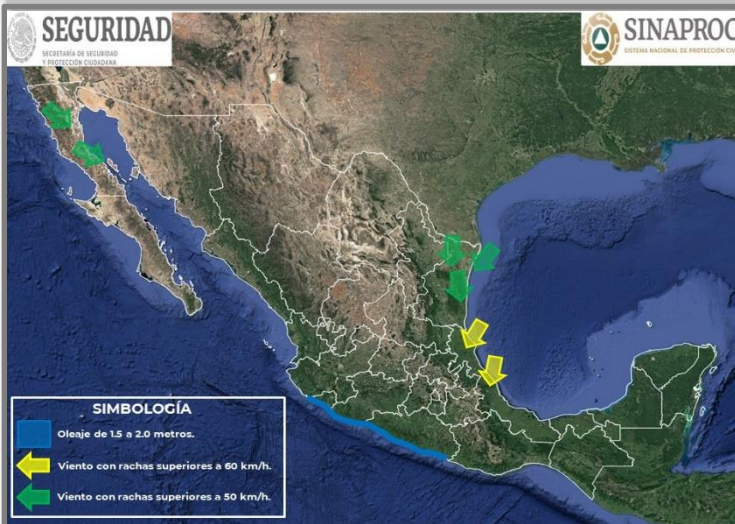 SEGURIDAD
SECRETARÍA DE SEGURIDAD
Y PROTECCIÓN CIUDADANA
SINAPROC
SISTEMA NACIONAL DE PROTECCIÓN CIV
SIMBOLOGÍA
Oleaje de 1.5 a 2.0 metros.
Viento con rachas superiores a 60 km/h.
Viento con rachas superiores a 50 km/h.